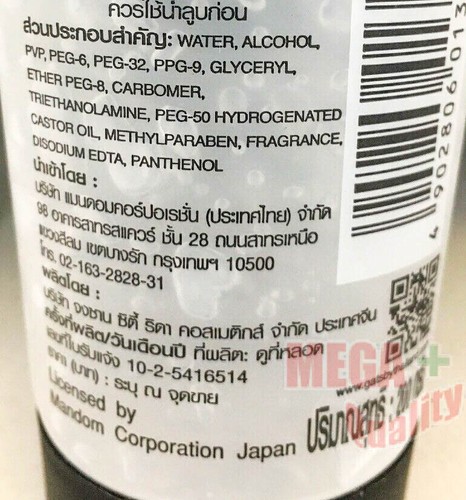 ควรใช้น้ำลูบก่อน
ส่วนประกอบสำคัญ: WATER, ALCOHOL,
PVP, PEG-6, PEG-32, PPG-9, GLYCERYL,
ETHER PEG-8, CARBOMER,
TRIETHANOLAMINE, PEG-50 HYDROGENATED
CASTOR OIL, METHYLPARABEN, FRAGRANCE,
DISODIUM EDTA, PANTHENOL
นำเข้าโดย :
บริษัท แมนดอมคอร์ปอเรชั่น (ประเทศไทย) จำกัด
98 อาคารสาทรสแควร์ ชั้น 28 ถนนสาทรเหนือ
แขวงสีลม เขตบางรัก กรุงเทพฯ 10500
โทร. 02-163-2828-31
ผลิตโดย :
บริษัท จงซาน ซิตี้ ริดา คอสเมติกส์ จำกัด ประเทศจีน
ครั้งที่ผลิต/วันเดือนปี ที่ผลิต: ดูที่หลอด
เลขที่ใบรับแจ้ง 10-2-5416514
ราคา (บาท) : ระบุ ณ จุดขาย
Licensed by
Mandom Corporation Japan
ปริมาณสุทธิ :
4 902806 013
MEGA +
Quality